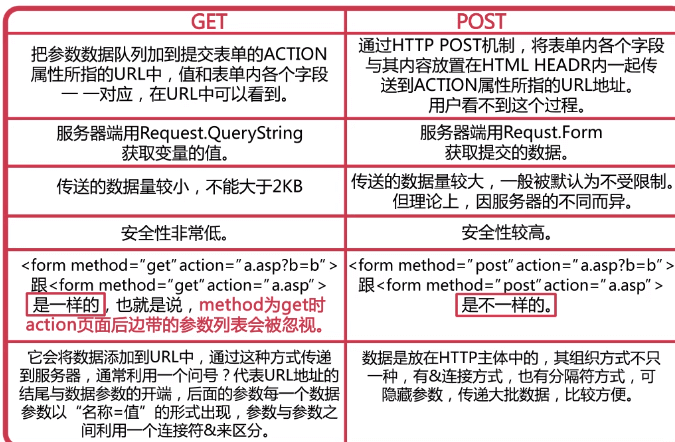 GET
POST
把参数数据队列加到提交表单的ACTION
属性所指的URL中，值和表单内各个字段
一 一对应，在URL中可以看到。
通过HTTP POST机制，将表单内各个字段
与其内容放置在HTML HEADR内一起传
送到ACTION属性所指的URL地址。
用户看不到这个过程。
服务器端用Request.QueryString
获取变量的值。
服务器端用Requst.Form
获取提交的数据。
传送的数据量较小，不能大于2KB
传送的数据量较大，一般被默认为不受限制。
但理论上，因服务器的不同而异。
安全性非常低。
安全性较高。
<form method="get"action="a.asp?b=b">
跟<form method="get"action="a.asp">
是一样的，也就是说，method为get时
action页面后边带的参数列表会被忽视。
<form method="post"action="a.asp?b=b">
跟<form method="post"action="a.asp">
是不一样的。
它会将数据添加到URL中，通过这种方式传递
到服务器，通常利用一个问号？代表URL地址的
结尾与数据参数的开端，后面的参数每一个数据
参数以“名称=值”的形式出现，参数与参数之
间利用一个连接符&来区分。
数据是放在HTTP主体中的，其组织方式不只
一种，有&连接方式，也有分隔符方式，可
隐藏参数，传递大批数据，比较方便。